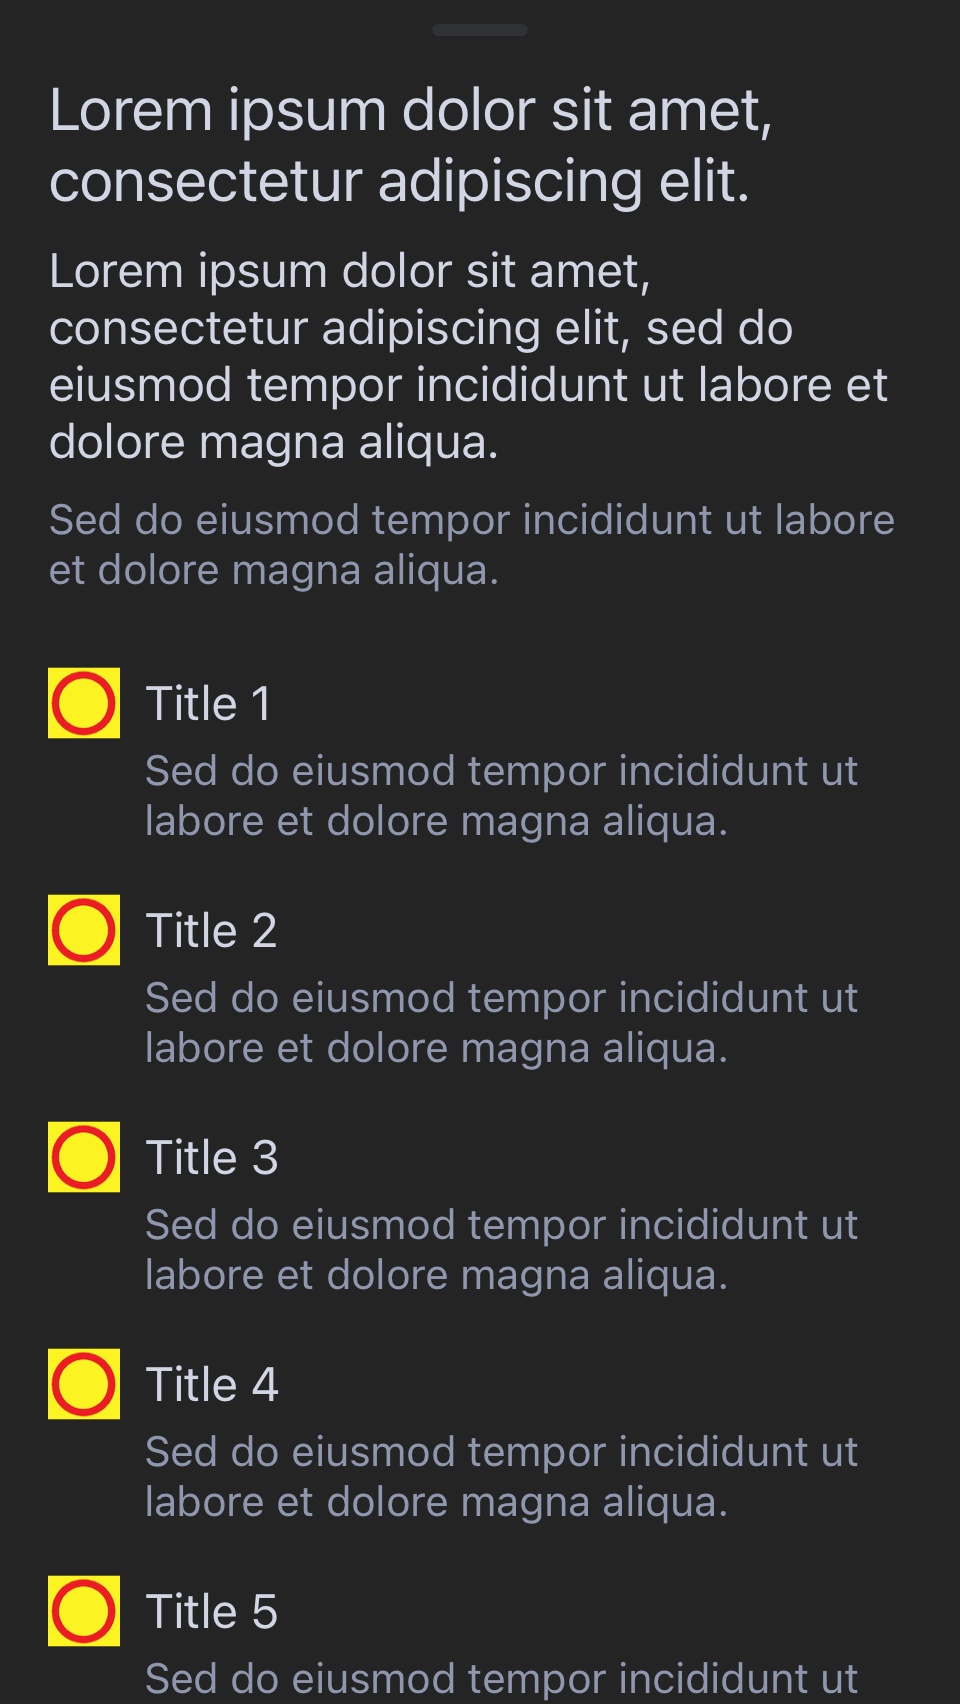 Lorem ipsum dolor sit amet,
consectetur adipiscing elit.
Lorem ipsum dolor sit amet,
consectetur adipiscing elit, sed do
eiusmod tempor incididunt ut labore et
dolore magna aliqua.
Sed do eiusmod tempor incididunt ut labore
et dolore magna aliqua.
Title 1
Sed do eiusmod tempor incididunt ut
labore et dolore magna aliqua.
Title 2
Sed do eiusmod tempor incididunt ut
labore et dolore magna aliqua.
Title 3
Sed do eiusmod tempor incididunt ut
labore et dolore magna aliqua.
Title 4
Sed do eiusmod tempor incididunt ut
labore et dolore magna aliqua.
Title 5
Sed do eiusmod tempor incididunt ut